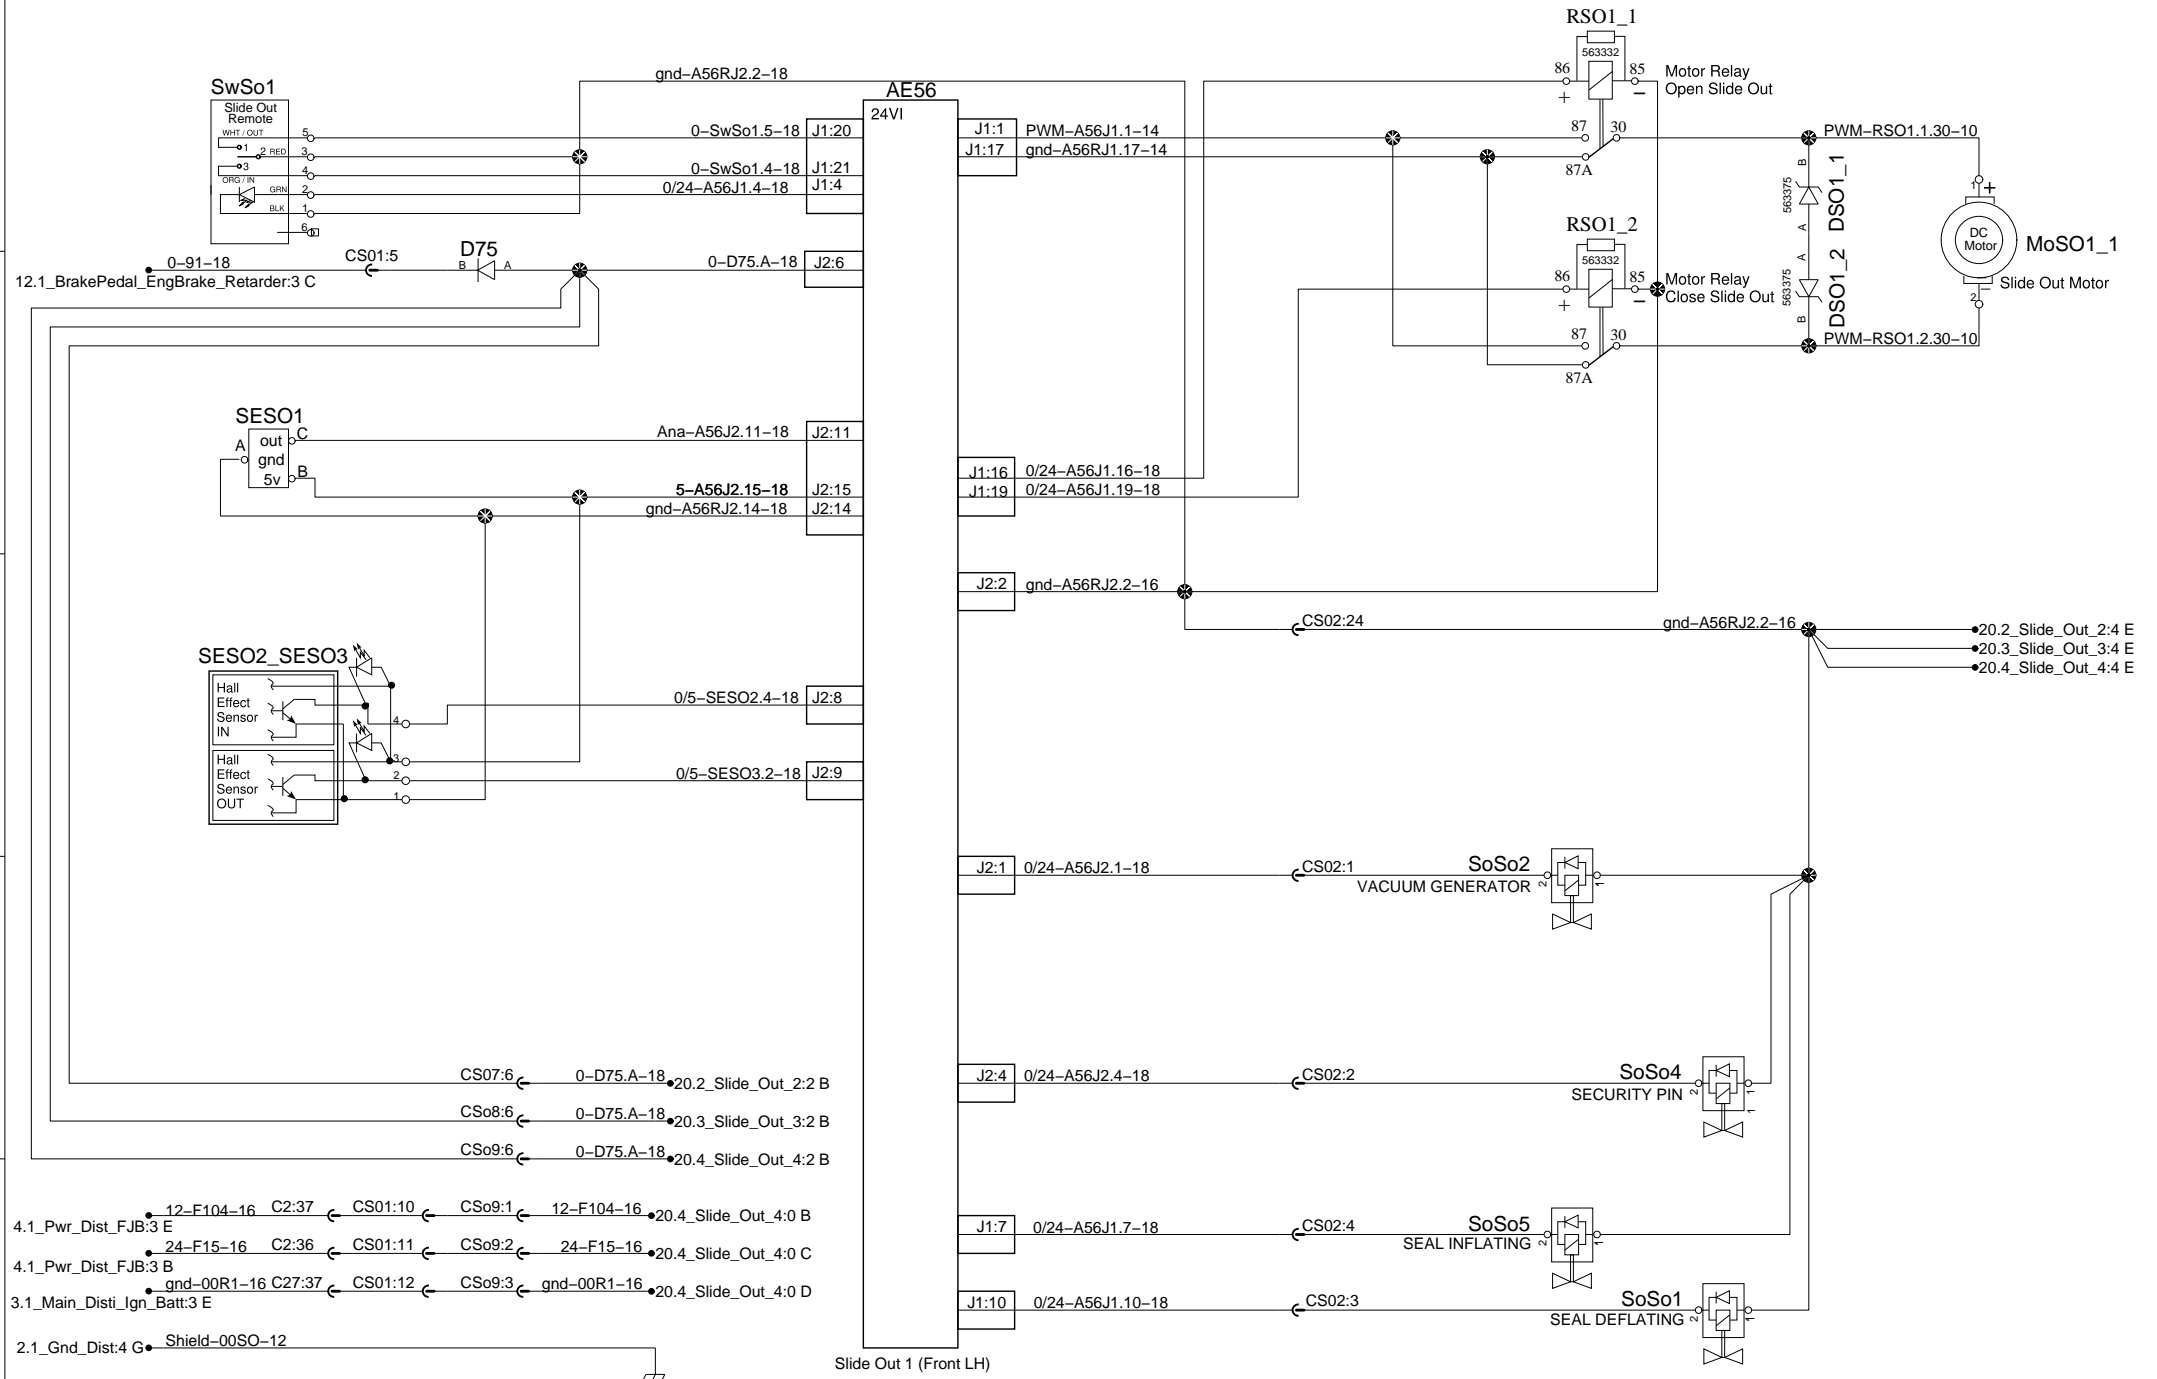 RSO1_1
563332
86
85
+
−
Motor Relay
Open Slide Out
87
30
87A
SwSo1
Slide Out
Remote
WHT / OUT
1
2 RED
3
ORG / IN
GRN
BLK
5
3
4
2
1
6
gnd−A56RJ2.2−18
AE56
24VI
0−SwSo1.5−18
J1:20
0−SwSo1.4−18
J1:21
0/24−A56J1.4−18
J1:4
J1:1
PWM−A56J1.1−14
J1:17
gnd−A56RJ1.17−14
PWM−RSO1.1.30−10
B
563375
A
DSO1_1
A
563375
B
DSO1_2
1
+
DC
Motor
MoSO1_1
−
2
Slide Out Motor
PWM−RSO1.2.30−10
RSO1_2
563332
86
85
+
−
Motor Relay
Close Slide Out
87
30
87A
0−91−18
12.1_BrakePedal_EngBrake_Retarder:3 C
CS01:5
D75
B
A
0−D75.A−18
J2:6
SESO1
A
out
gnd
5v
C
B
Ana−A56J2.11−18
J2:11
5−A56J2.15−18
J2:15
gnd−A56RJ2.14−18
J2:14
J1:16
0/24−A56J1.16−18
J1:19
0/24−A56J1.19−18
J2:2
gnd−A56RJ2.2−16
CS02:24
gnd−A56RJ2.2−16
20.2_Slide_Out_2:4 E
20.3_Slide_Out_3:4 E
20.4_Slide_Out_4:4 E
SESO2_SESO3
Hall
Effect
Sensor
IN
Hall
Effect
Sensor
OUT
4
3
2
1
0/5−SESO2.4−18
J2:8
0/5−SESO3.2−18
J2:9
J2:1
0/24−A56J2.1−18
CS02:1
SoSo2
VACUUM GENERATOR
2
1
J2:4
0/24−A56J2.4−18
CS02:2
SoSo4
SECURITY PIN
2
1
1
J1:7
0/24−A56J1.7−18
CS02:4
SoSo5
SEAL INFLATING
2
1
J1:10
0/24−A56J1.10−18
CS02:3
SoSo1
SEAL DEFLATING
2
1
CS07:6
0−D75.A−18
20.2_Slide_Out_2:2 B
CSo8:6
0−D75.A−18
20.3_Slide_Out_3:2 B
CSo9:6
0−D75.A−18
20.4_Slide_Out_4:2 B
4.1_Pwr_Dist_FJB:3 E
12−F104−16
C2:37
CS01:10
CSo9:1
12−F104−16
20.4_Slide_Out_4:0 B
4.1_Pwr_Dist_FJB:3 B
24−F15−16
C2:36
CS01:11
CSo9:2
24−F15−16
20.4_Slide_Out_4:0 C
3.1_Main_Disti_Ign_Batt:3 E
gnd−00R1−16
C27:37
CS01:12
CSo9:3
gnd−00R1−16
20.4_Slide_Out_4:0 D
2.1_Gnd_Dist:4 G
Shield−00SO−12
Slide Out 1 (Front LH)